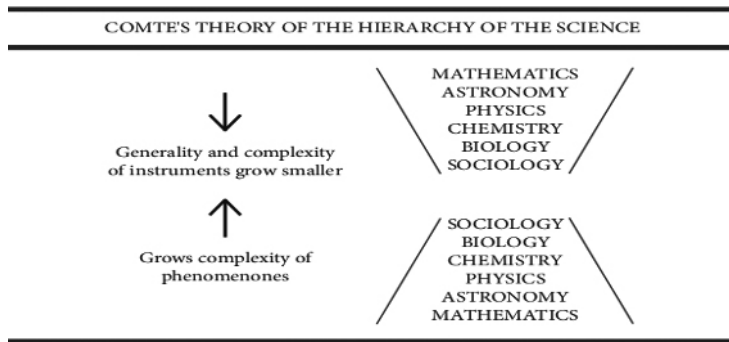 COMTE'S THEORY OF THE HIERARCHY OF THE SCIENCE
MATHEMATICS
ASTRONOMY
PHYSICS
CHEMISTRY
BIOLOGY
SOCIOLOGY
Generality and complexity
of instruments grow smaller
SOCIOLOGY
BIOLOGY
CHEMISTRY
PHYSICS
ASTRONOMY
MATHEMATICS
Grows complexity of
phenomenones